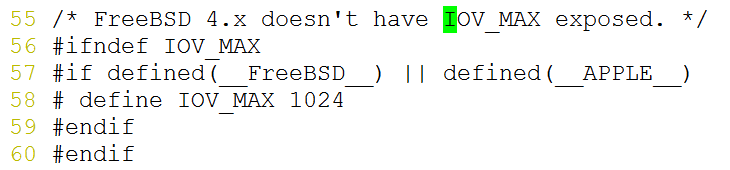 55 /* FreeBSD 4.x doesn't have IOV_MAX exposed. */
56 #ifndef IOV_MAX
57 #if defined(__FreeBSD__) || defined(__APPLE__)
58 # define IOV_MAX 1024
59 #endif
60 #endif